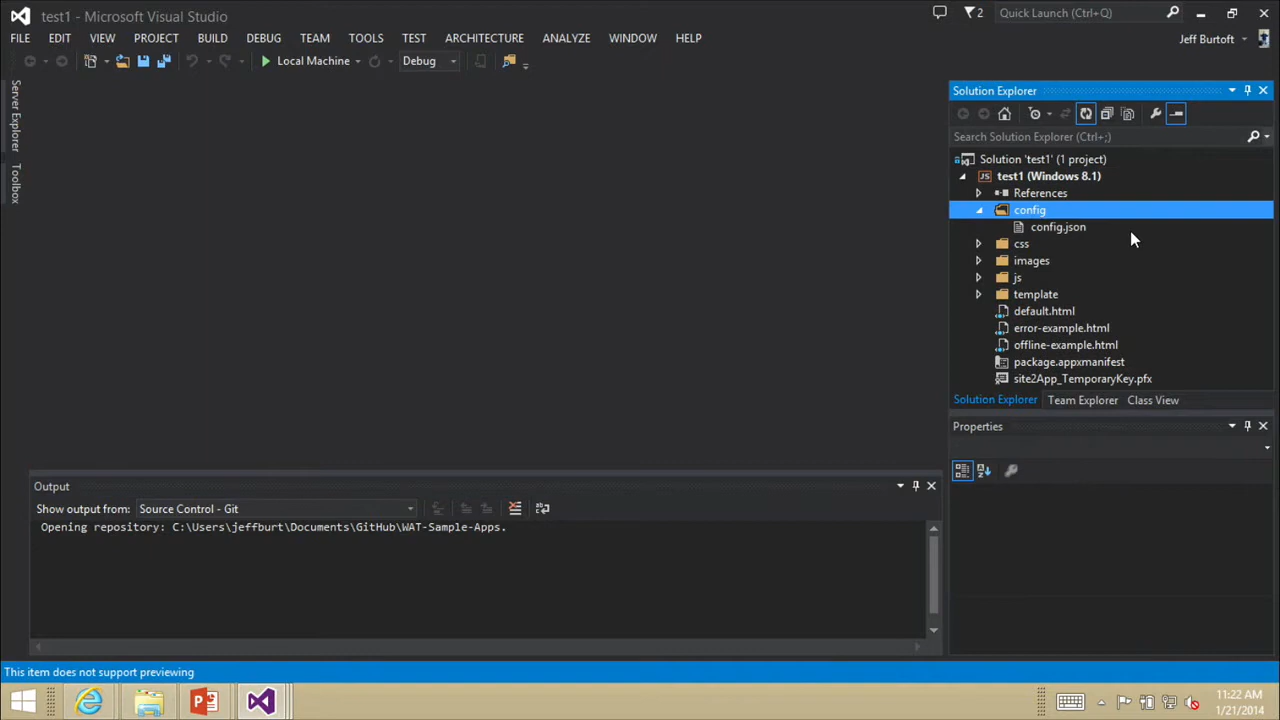 test1 - Microsoft Visual Studio
2
Quick Launch (Ctrl+Q)
FILE EDIT VIEW PROJECT BUILD DEBUG TEAM TOOLS TEST ARCHITECTURE ANALYZE WINDOW HELP
Jeff Burtoft
Local Machine
Debug
Server Explorer
Toolbox
Solution Explorer
Search Solution Explorer (Ctrl+;)
Solution 'test1' (1 project)
JS test1 (Windows 8.1)
References
config
config.json
css
images
js
template
default.html
error-example.html
offline-example.html
package.appxmanifest
site2App_TemporaryKey.pfx
Solution Explorer Team Explorer Class View
Properties
Output
Show output from: Source Control - Git
Opening repository: C:\Users\jeffburt\Documents\GitHub\WAT-Sample-Apps.
This item does not support previewing
11:22 AM
1/21/2014